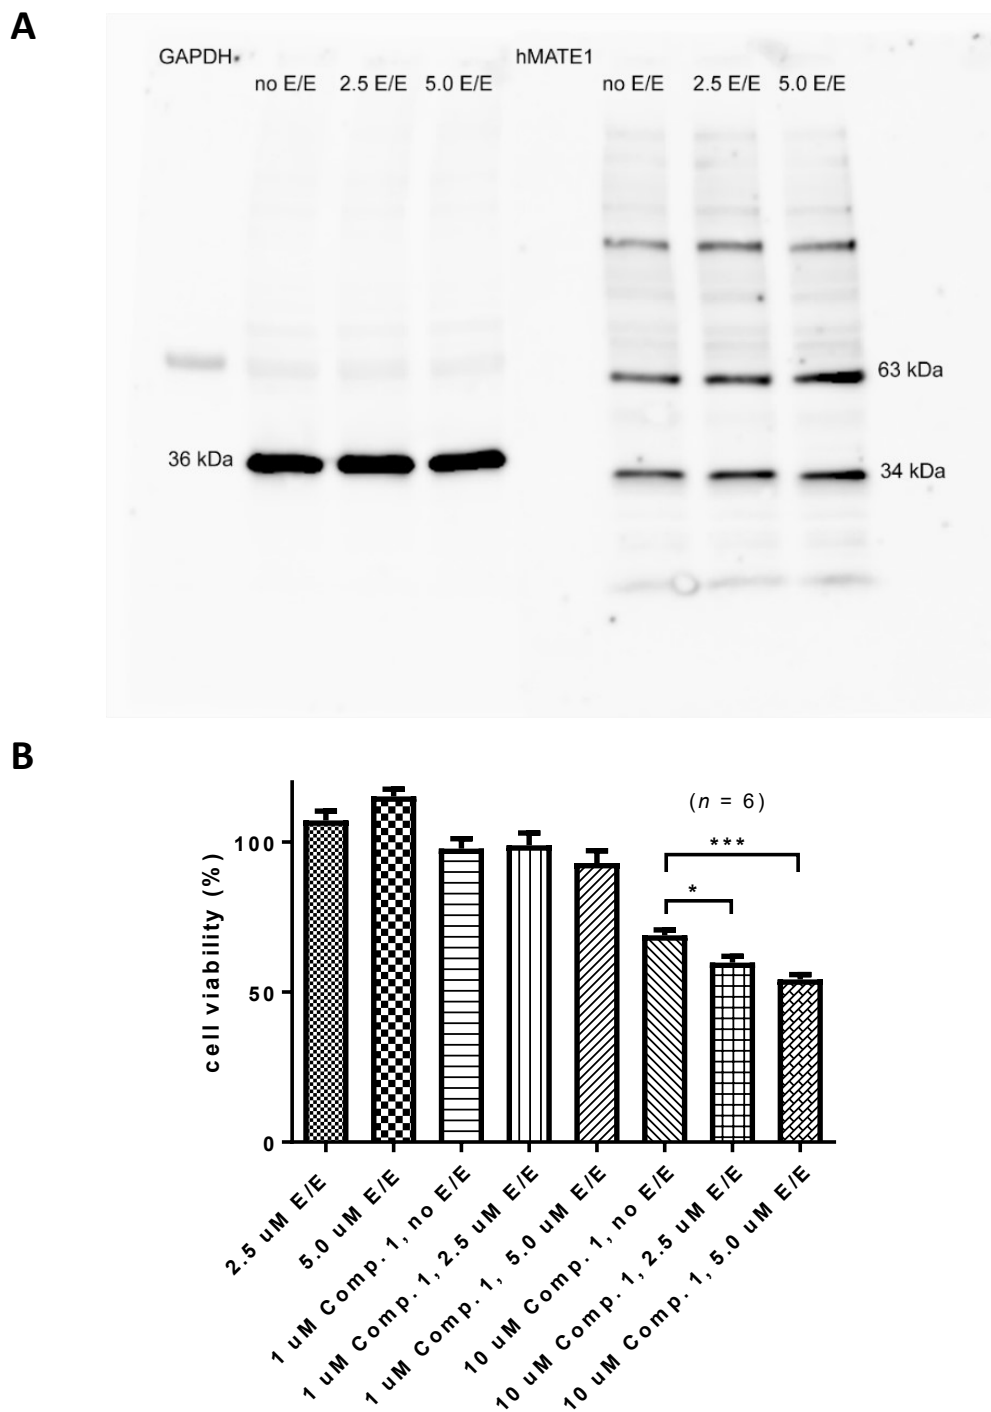 A
GAPDH
hMATE1
no E/E 2.5 E/E 5.0 E/E
no E/E 2.5 E/E 5.0 E/E
63 kDa
36 kDa
34 kDa
B
(n = 6)
***
*
cell viability (%)
100
50
0
2.5 uM E/E
5.0 uM E/E
1 uM Comp. 1, no E/E
1 uM Comp. 1, 2.5 uM E/E
1 uM Comp. 1, 5.0 uM E/E
10 uM Comp. 1, no E/E
10 uM Comp. 1, 2.5 uM E/E
10 uM Comp. 1, 5.0 uM E/E